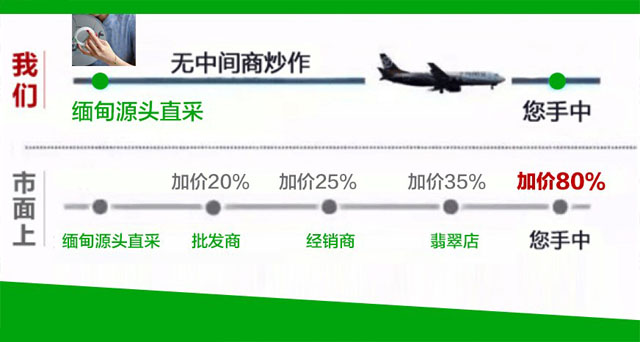 我们
无中间商炒作
缅甸源头直采
您手中
市面上
加价20%
加价25%
加价35%
加价80%
缅甸源头直采
批发商
经销商
翡翠店
您手中